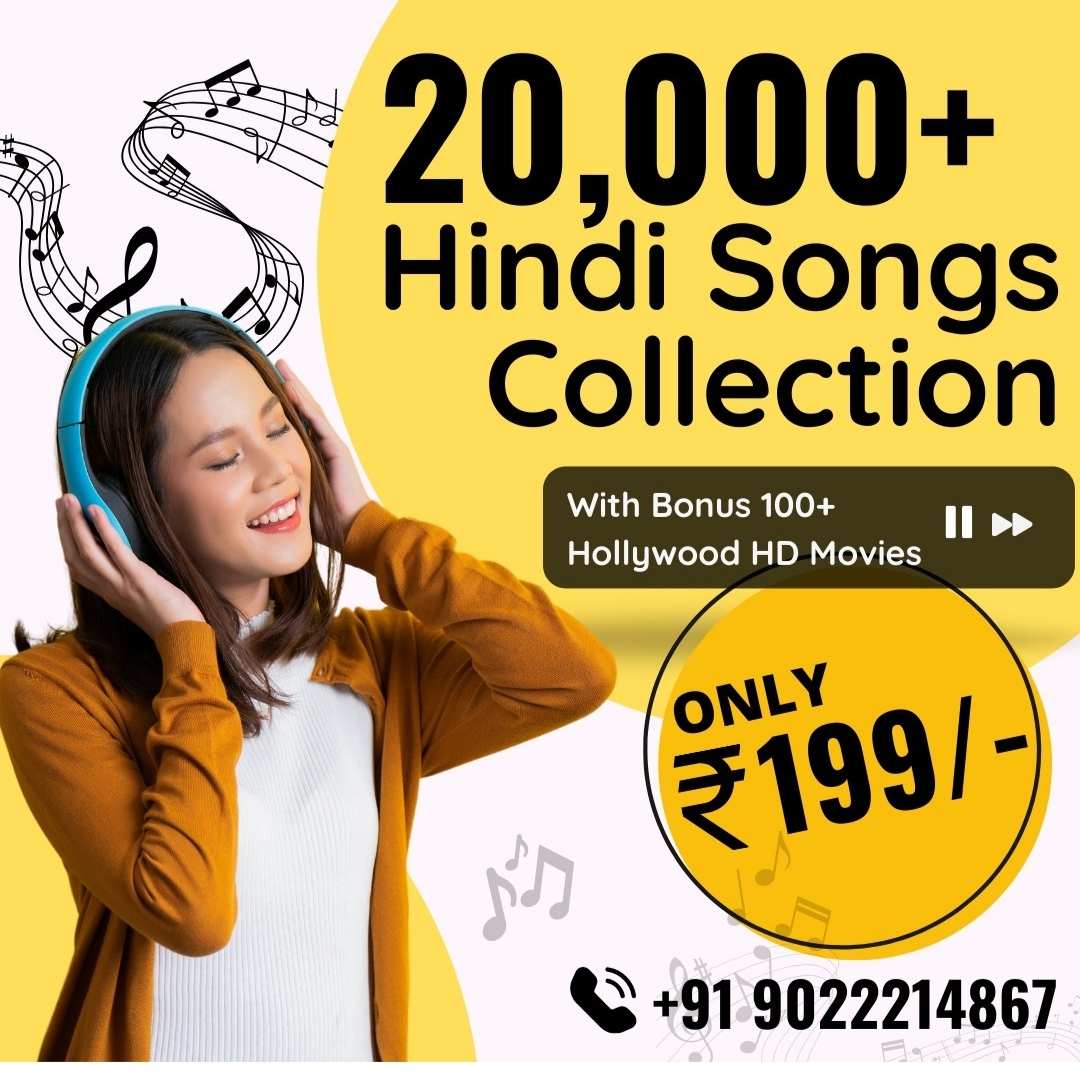 20,000+
Hindi Songs
Collection
With Bonus 100+
Hollywood HD Movies
ONLY
₹199/-
+91 9022214867